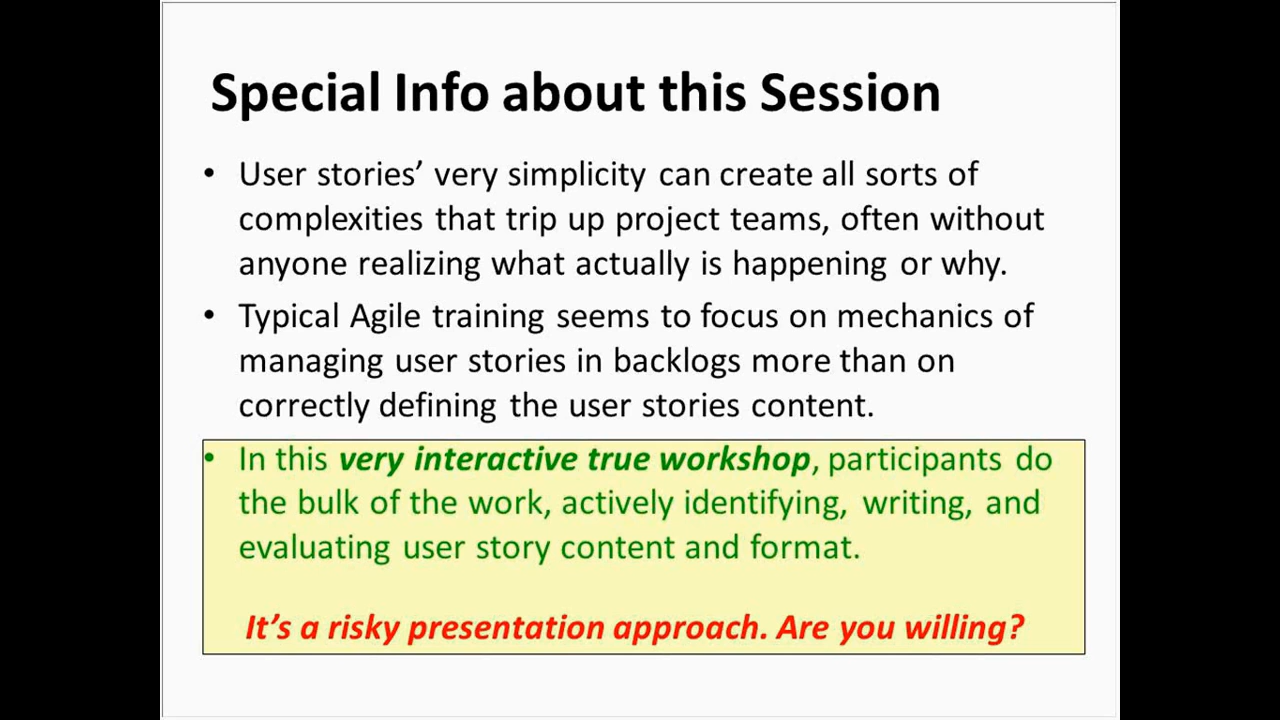 Special Info about this Session
• User stories’ very simplicity can create all sorts of
complexities that trip up project teams, often without
anyone realizing what actually is happening or why.
• Typical Agile training seems to focus on mechanics of
managing user stories in backlogs more than on
correctly defining the user stories content.
• In this very interactive true workshop, participants do
the bulk of the work, actively identifying, writing, and
evaluating user story content and format.
It’s a risky presentation approach. Are you willing?